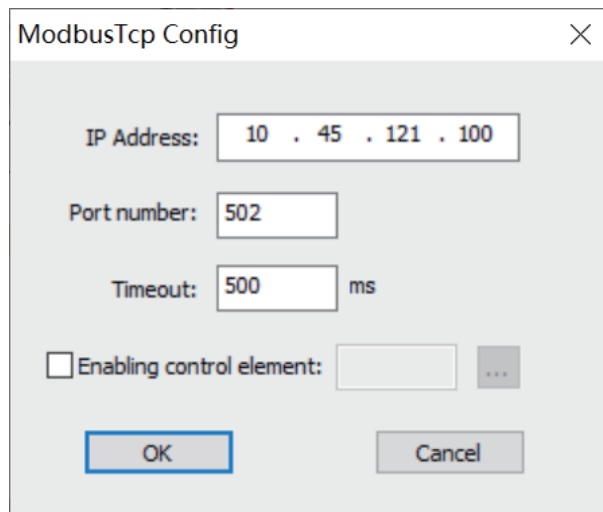 ModbusTcp Config
IP Address: 10 . 45 . 121 . 100
Port number: 502
Timeout: 500 ms
Enabling control element: ...
OK Cancel